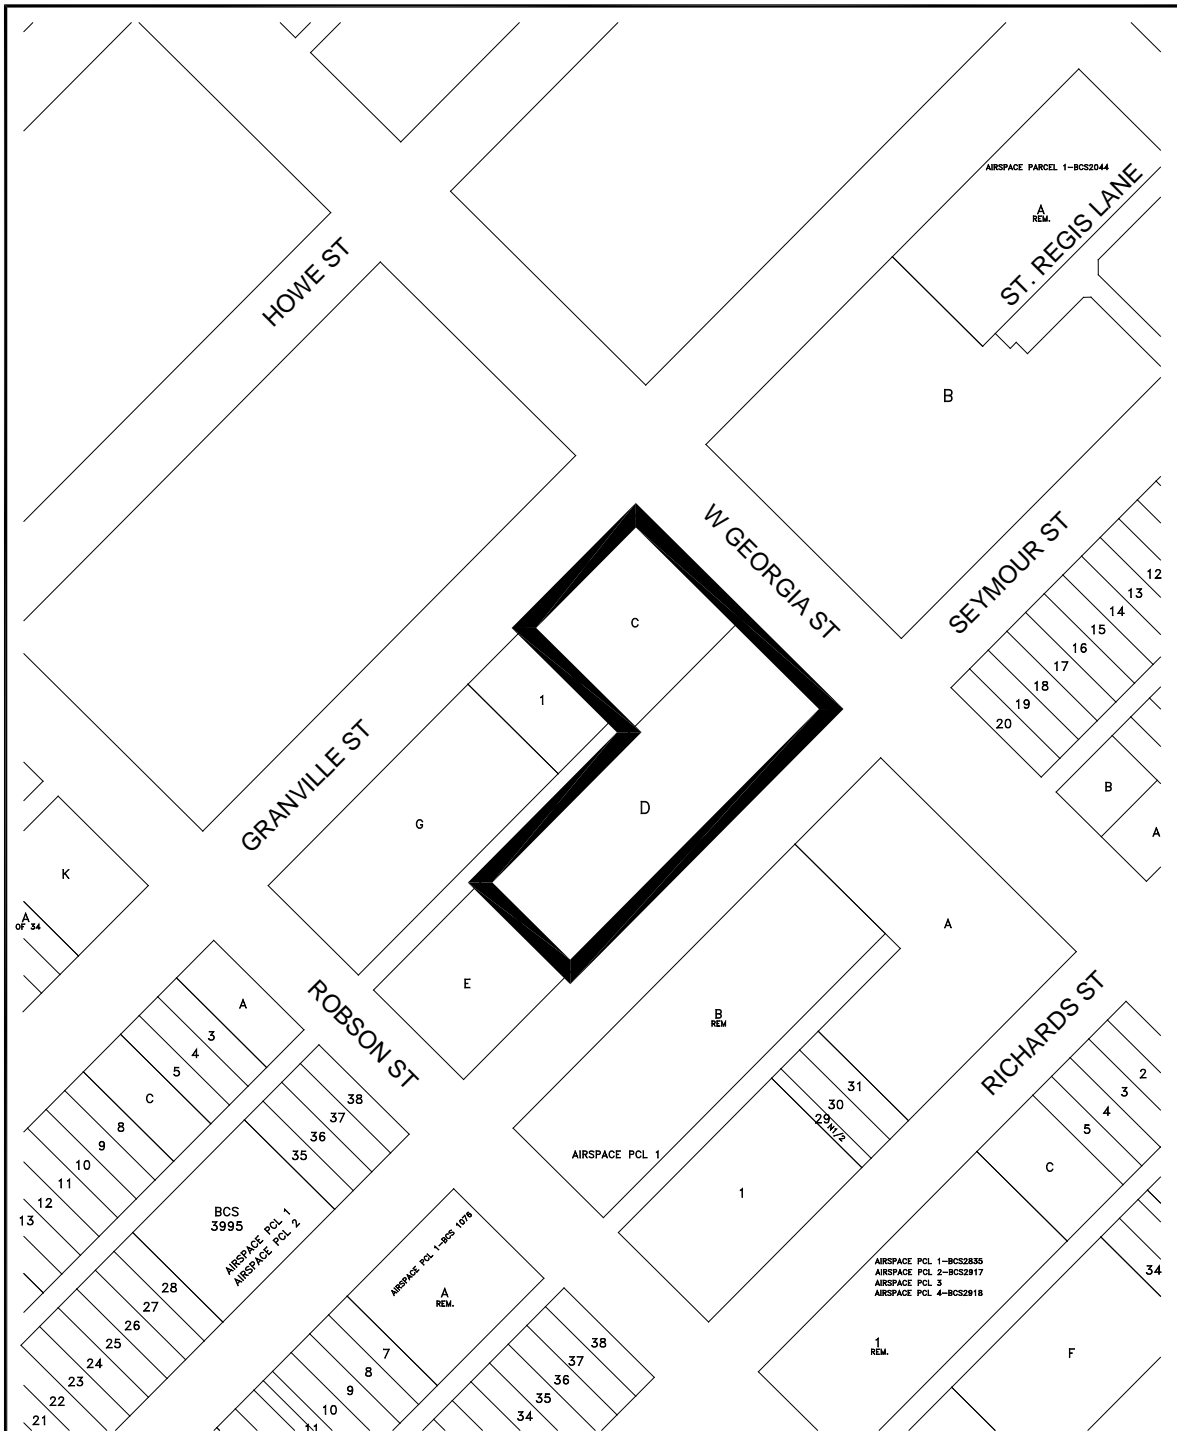 AIRSPACE PARCEL 1-BCS2044
A
REM.
ST. REGIS LANE
HOWE ST
B
W GEORGIA ST
SEYMOUR ST
12
13
14
15
16
17
18
19
20
C
1
GRANVILLE ST
D
G
B
A
K
A
OF 34
E
A
B
REM
ROBSON ST
RICHARDS ST
A
3
4
5
C
8
9
10
11
12
13
38
37
36
35
31
30
29
N1/2
2
3
4
5
C
AIRSPACE PCL 1
1
BCS
3995
AIRSPACE PCL 1
AIRSPACE PCL 2
AIRSPACE PCL 1-BCS 1076
A
REM.
AIRSPACE PCL 1-BCS2835
AIRSPACE PCL 2-BCS2917
AIRSPACE PCL 3
AIRSPACE PCL 4-BCS2918
34
28
27
26
25
24
23
22
21
7
8
9
10
11
38
37
36
35
34
1
REM.
F